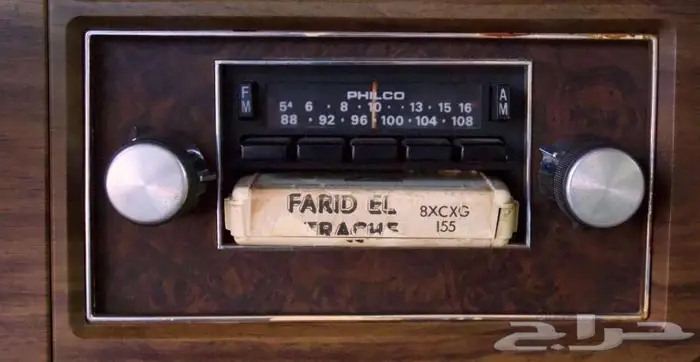 PHILCO
FM
AM
5⁴ 6 · 8 · 10 · · 13 · 15 16
88 · 92 · 96 · 100 · 104 · 108
FARID EL
TRACHE
8XCXG
155
حراج